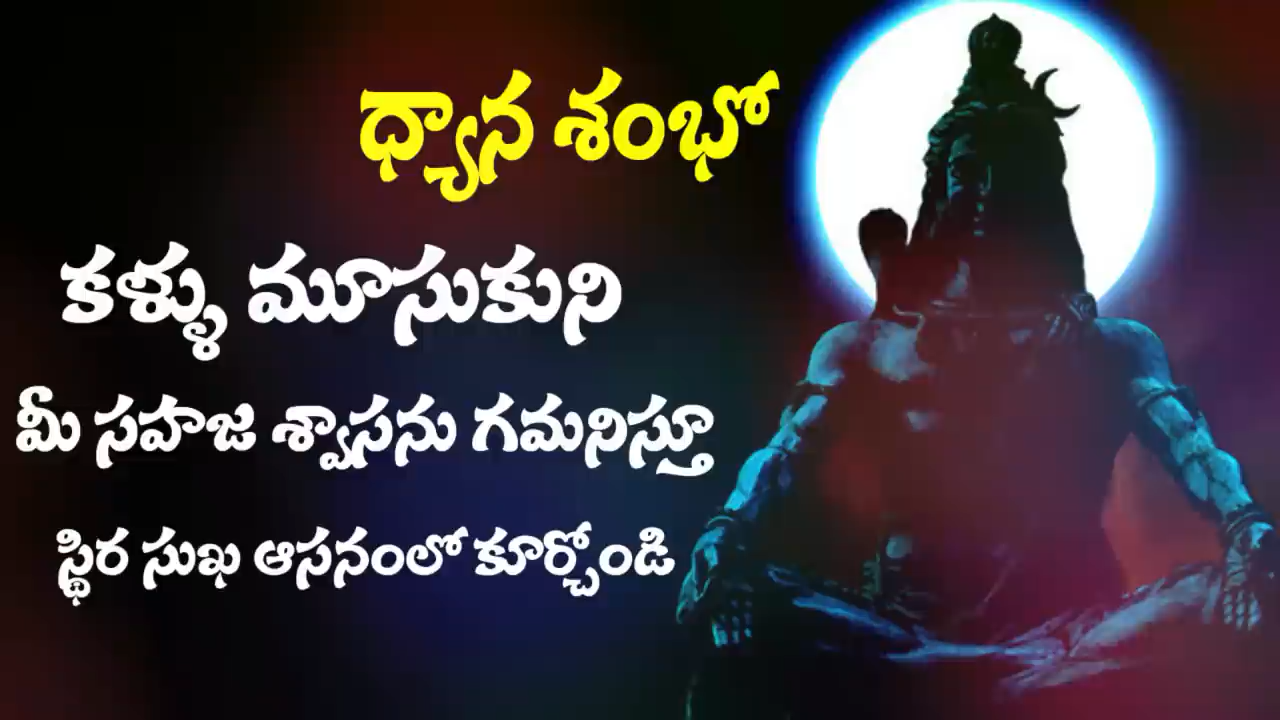 ధ్యాన శంభో
కళ్ళు మూసుకుని
మీ సహజ శ్వాసను గమనిస్తూ
స్థిర సుఖ ఆసనంలో కూర్చోండి